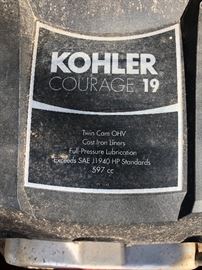 KOHLER
COURAGE 19
Twin Cam OHV
Cast Iron Liners
Full-Pressure Lubrication
Exceeds SAE J1940 HP Standards
597 cc